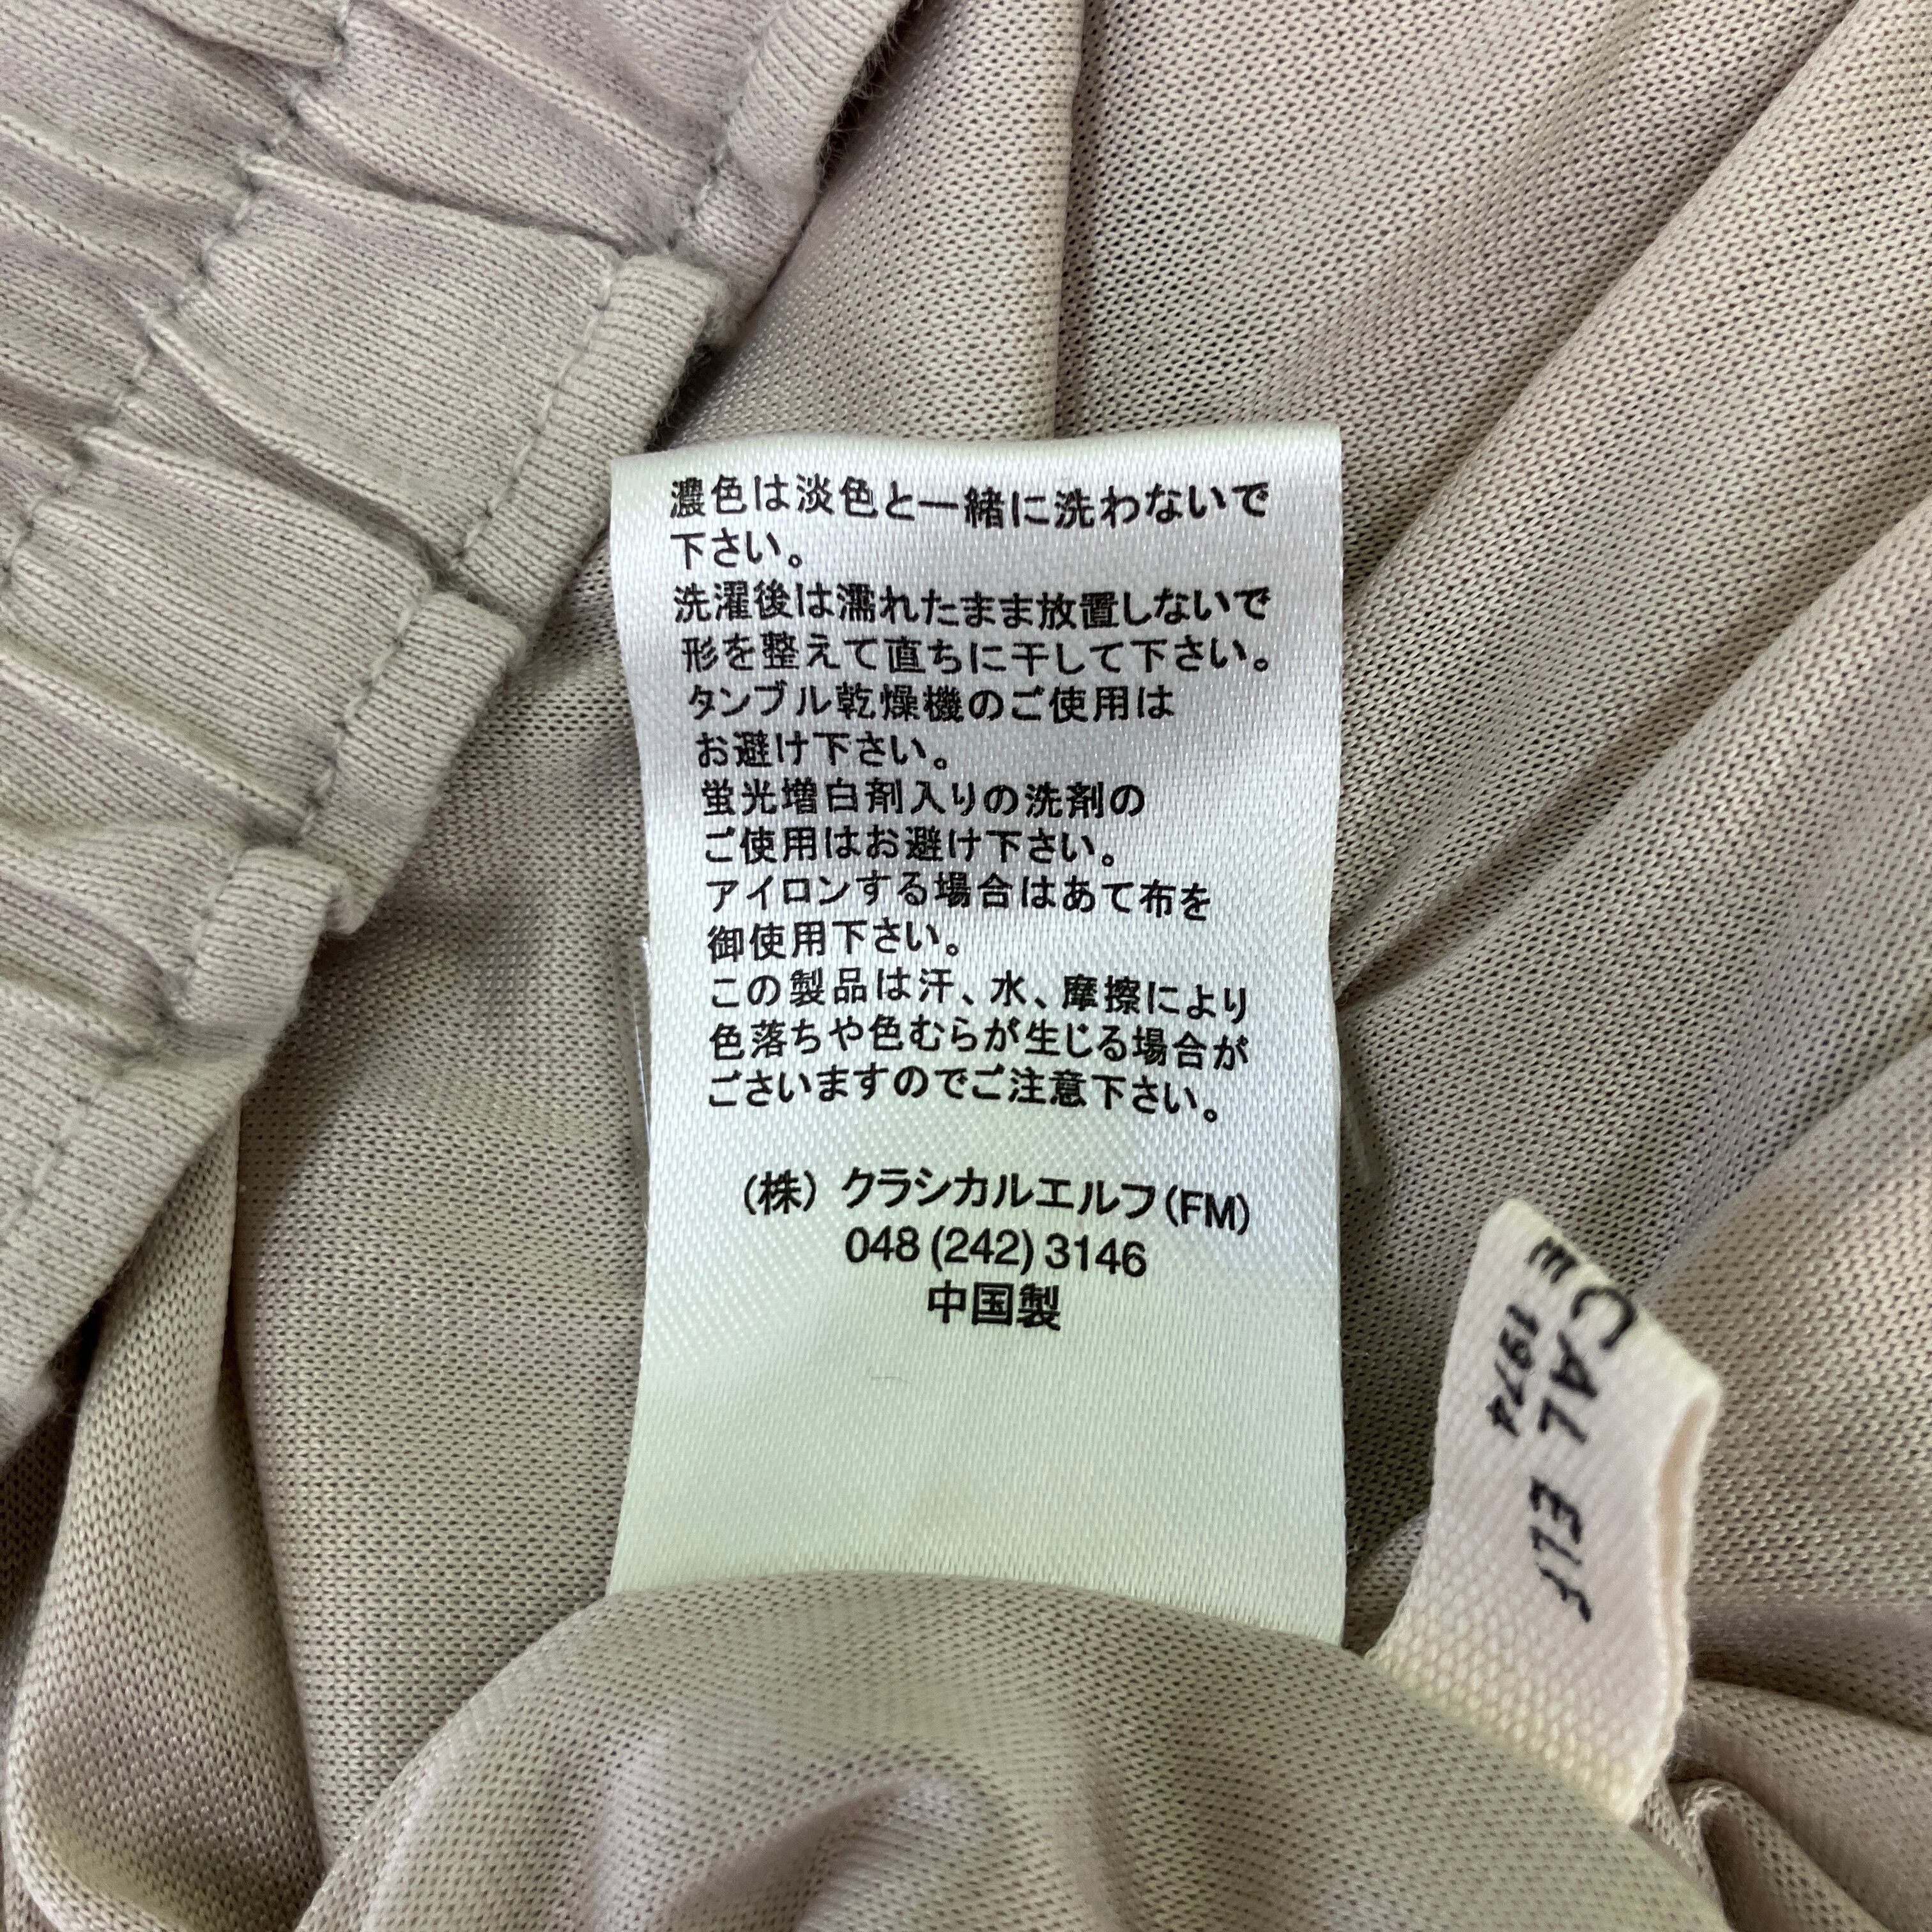 濃色は淡色と一緒に洗わないで
下さい。
洗濯後は濡れたまま放置しないで
形を整えて直ちに干して下さい。
タンブル乾燥機のご使用は
お避け下さい。
蛍光増白剤入りの洗剤の
ご使用はお避け下さい。
アイロンする場合はあて布を
御使用下さい。
この製品は汗、水、摩擦により
色落ちや色むらが生じる場合が
ごさいますのでご注意下さい。
(株) クラシカルエルフ(FM)
048 (242) 3146
中国製
CAL ELF
E 1974